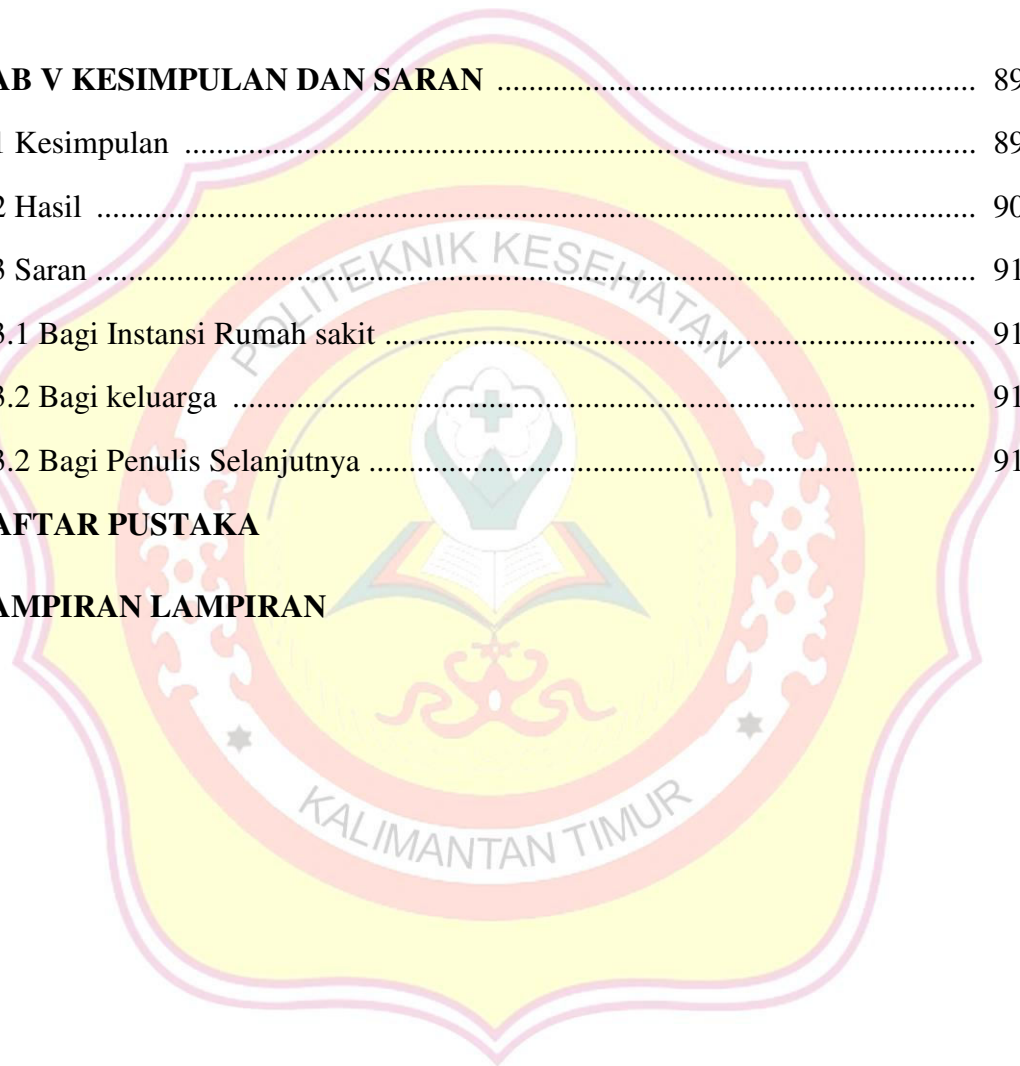 AB V KESIMPULAN DAN SARAN ............................................................ 89
1 Kesimpulan ................................................................................................... 89
2 Hasil .............................................................................................................. 90
3 Saran .............................................................................................................. 91
3.1 Bagi Instansi Rumah sakit .......................................................................... 91
3.2 Bagi keluarga ............................................................................................. 91
3.2 Bagi Penulis Selanjutnya ............................................................................ 91
AFTAR PUSTAKA
AMPIRAN LAMPIRAN
POLITEKNIK KESEHATAN
KALIMANTAN TIMUR